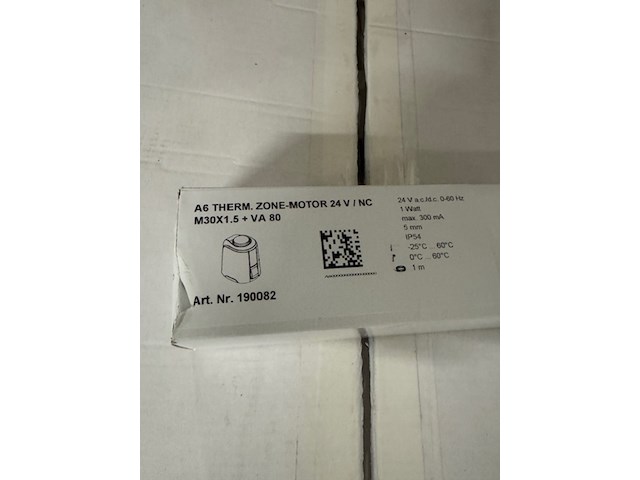 A6 THERM. ZONE-MOTOR 24 V / NC
M30X1.5 + VA 80
Art. Nr. 190082
24 V a.c./d.c. 0-60 Hz
1 Watt
max. 300 mA
5 mm
IP54
-25°C .. 60°C
0°C .. 60°C
1 m